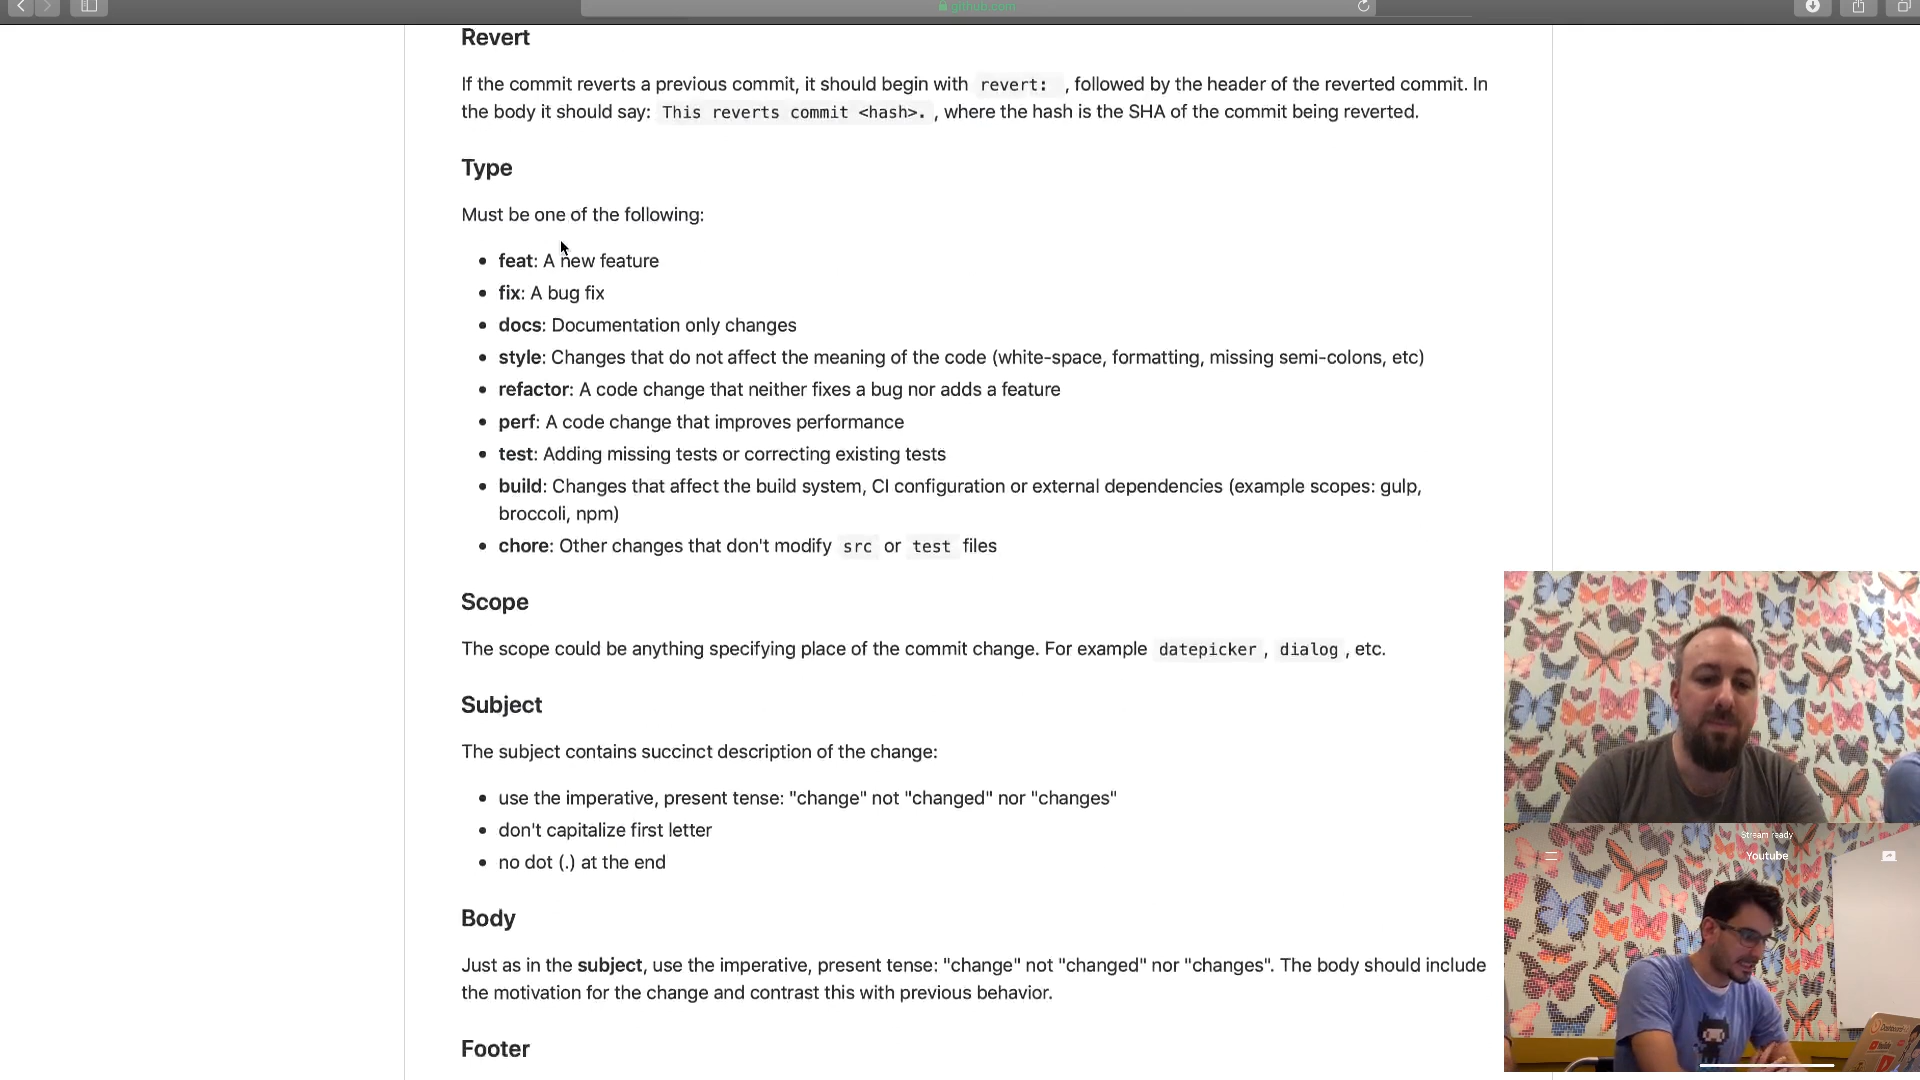 github.com
Revert
If the commit reverts a previous commit, it should begin with revert: , followed by the header of the reverted commit. In
the body it should say: This reverts commit <hash>. , where the hash is the SHA of the commit being reverted.
Type
Must be one of the following:
• feat: A new feature
• fix: A bug fix
• docs: Documentation only changes
• style: Changes that do not affect the meaning of the code (white-space, formatting, missing semi-colons, etc)
• refactor: A code change that neither fixes a bug nor adds a feature
• perf: A code change that improves performance
• test: Adding missing tests or correcting existing tests
• build: Changes that affect the build system, CI configuration or external dependencies (example scopes: gulp,
broccoli, npm)
• chore: Other changes that don't modify src or test files
Scope
The scope could be anything specifying place of the commit change. For example datepicker , dialog , etc.
Subject
The subject contains succinct description of the change:
• use the imperative, present tense: "change" not "changed" nor "changes"
• don't capitalize first letter
• no dot (.) at the end
Body
Just as in the subject, use the imperative, present tense: "change" not "changed" nor "changes". The body should include
the motivation for the change and contrast this with previous behavior.
Footer
Stream ready
Youtube